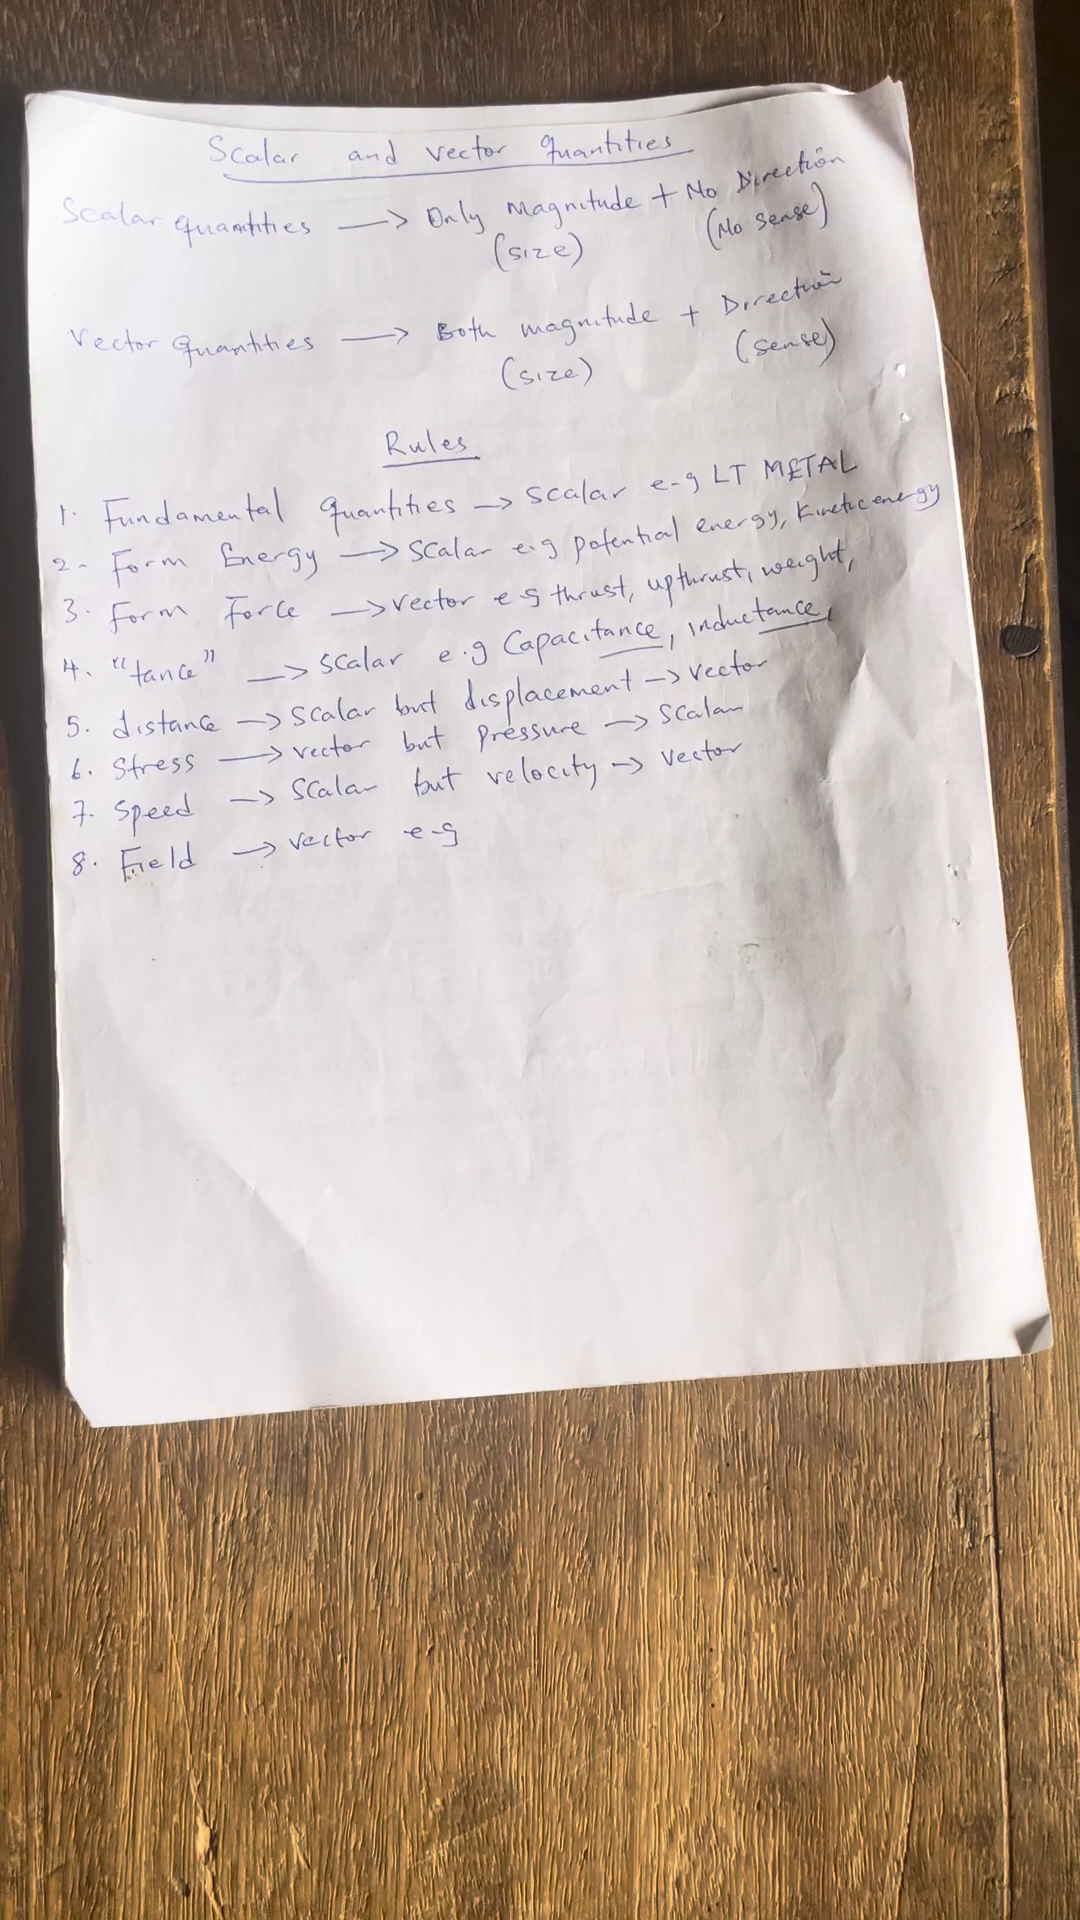 Scalar and vector quantities
Scalar quantities → Only magnitude + No Direction
(size) (No sense)
Vector quantities → Both magnitude + Direction
(size) (sense)
Rules
1. Fundamental quantities → scalar e-g LT METAL
2- Form Energy → scalar e.g potential energy, Kinetic energy
3. Form Force → vector e g thrust, upthrust, weight,
4. "tance" → scalar e.g Capacitance, inductance,
5. distance → scalar but displacement → vector
6. Stress → vector but pressure → scalar
7. Speed → scalar but velocity → vector
8. Field → vector e-g